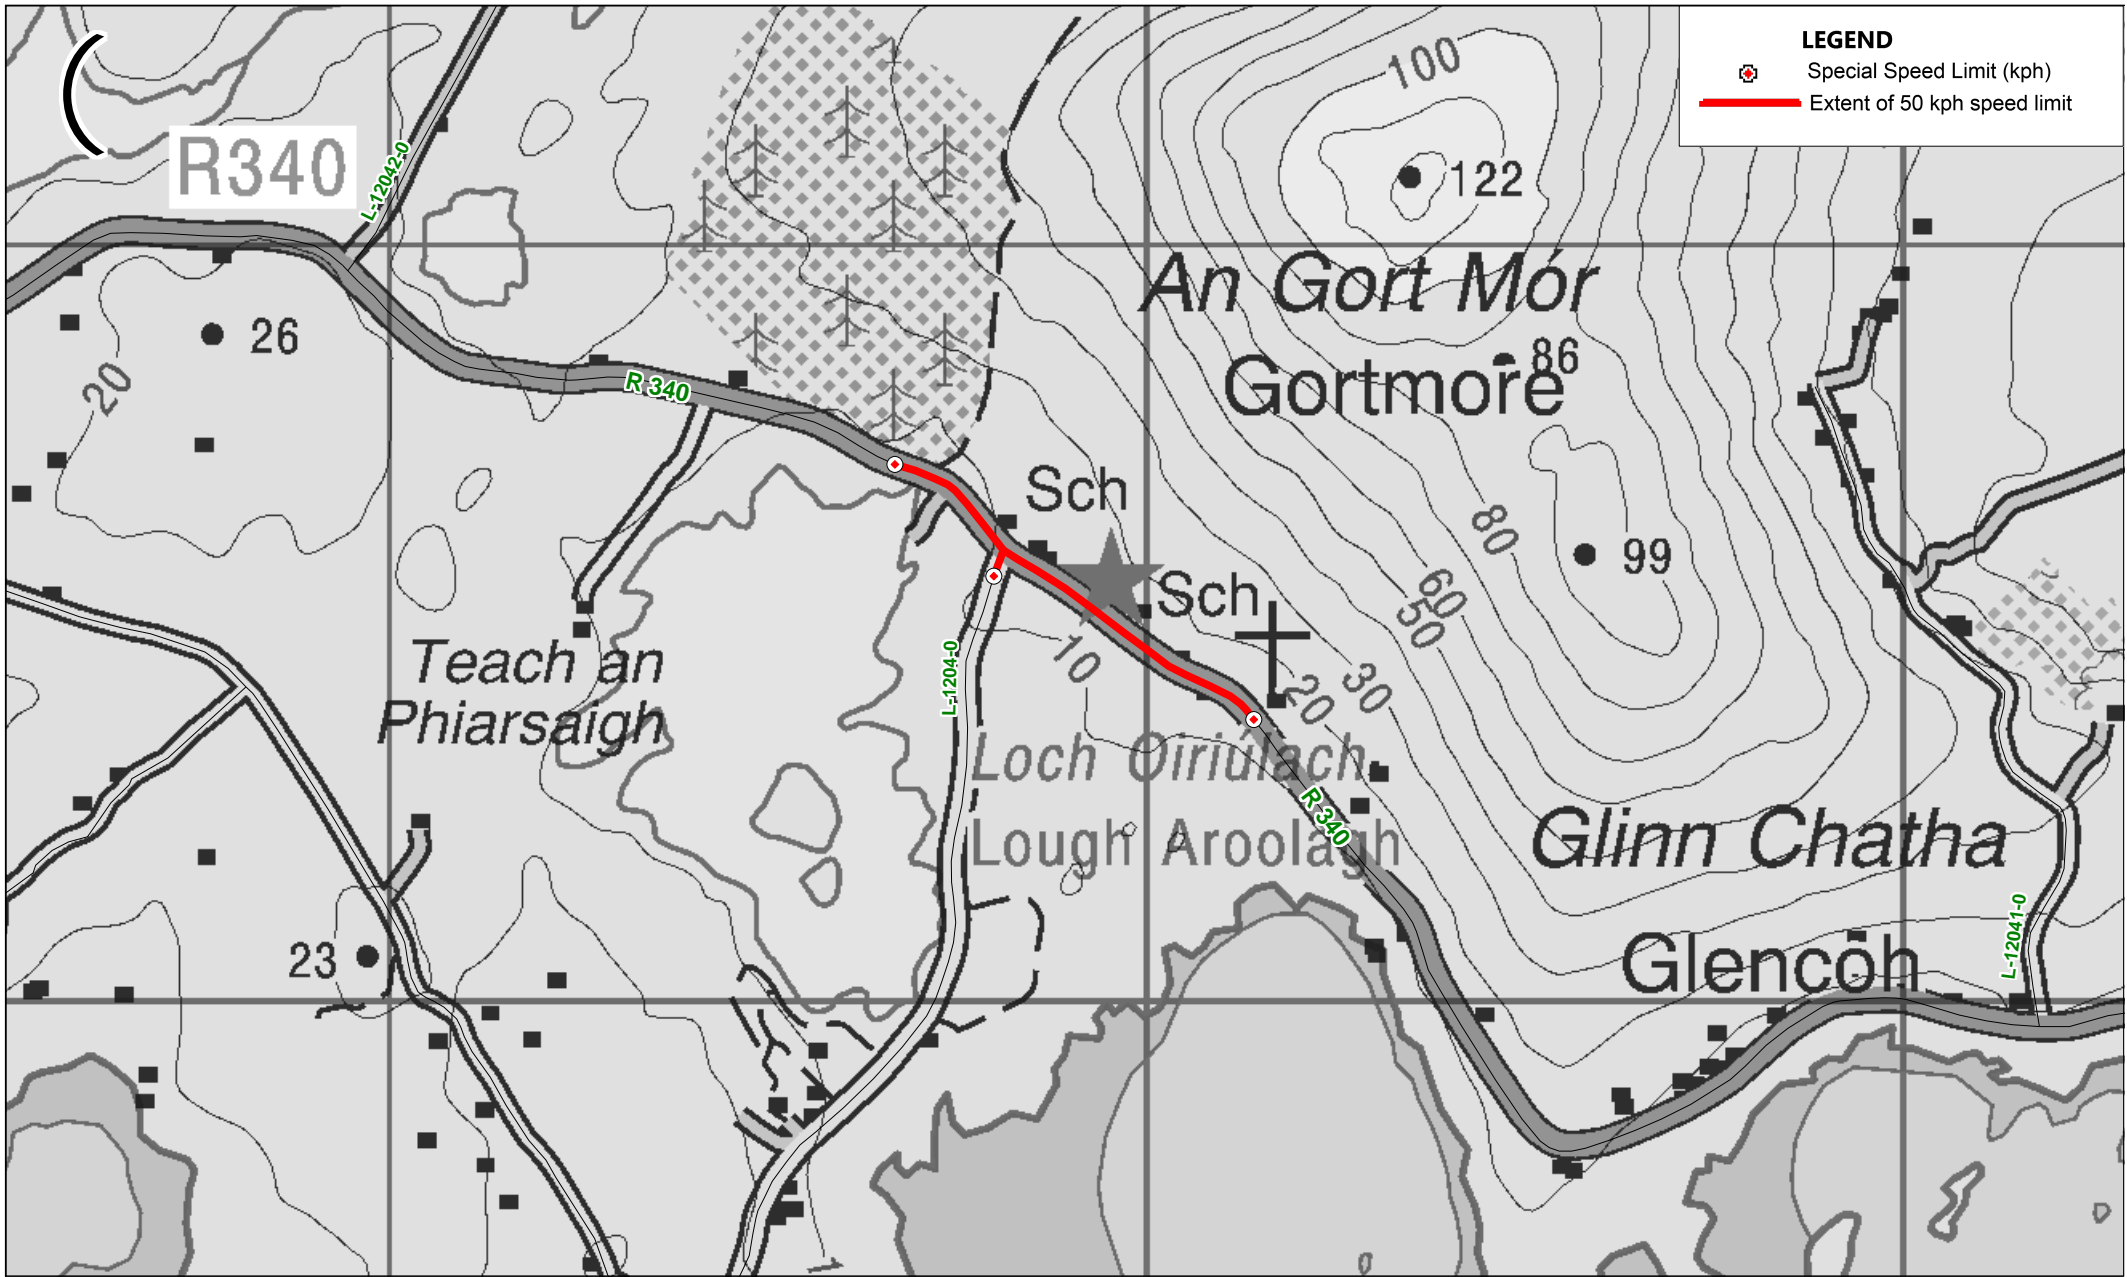 LEGEND
Special Speed Limit (kph)
Extent of 50 kph speed limit
100
R340
L-12042-0
122
An Gort Mór
26
86
Gortmore
20
R 340
Sch
80
99
60
Sch
50
10
Teach an
Phiarsaigh
L-1204-0
30
20
Loch Oiriúlach
R 340
Lough Aroolagh
Glinn Chatha
23
L-12041-0
Glencoh
1